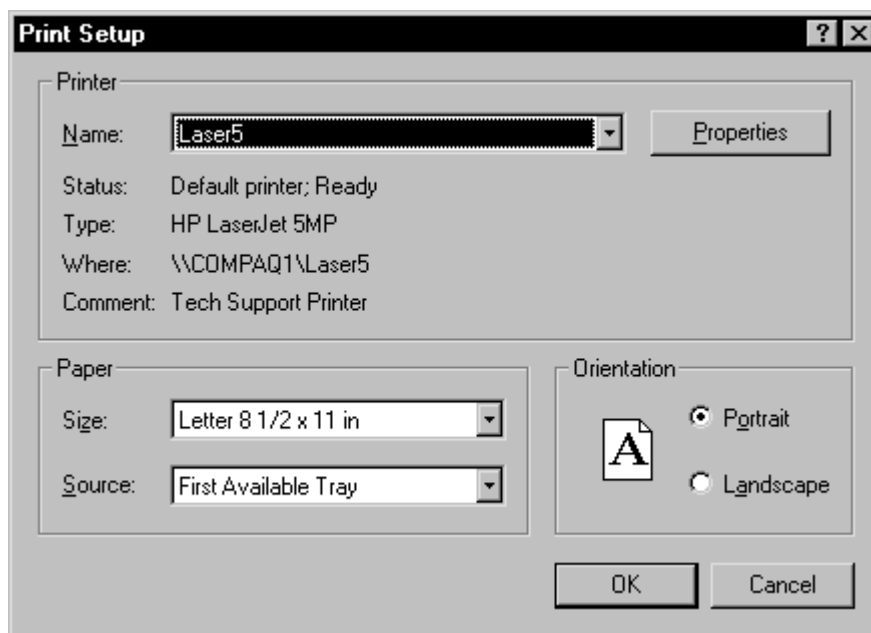 Print Setup
Printer
Name: Laser5 Properties
Status: Default printer; Ready
Type: HP LaserJet 5MP
Where: \\COMPAQ1\Laser5
Comment: Tech Support Printer
Paper
Size: Letter 8 1/2 x 11 in
Source: First Available Tray
Orientation
A
Portrait
Landscape
OK Cancel